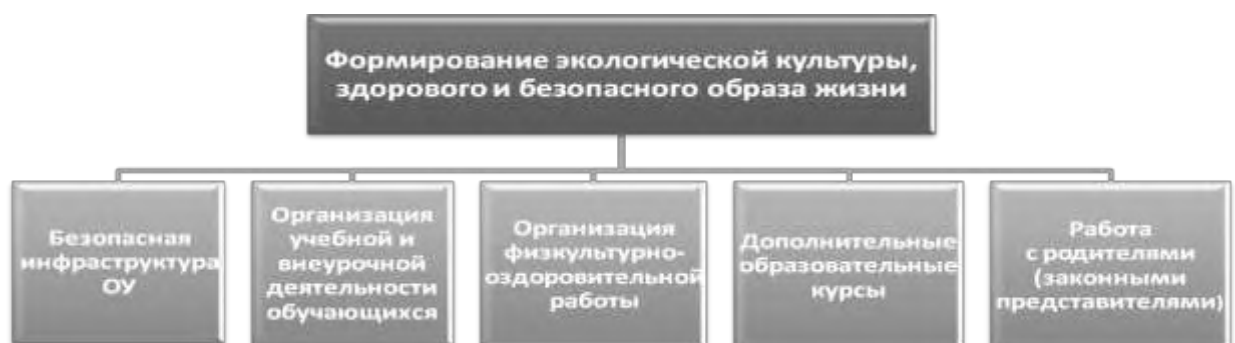 Формирование экологической культуры,
здорового и безопасного образа жизни
Безопасная
инфраструктура
ОУ
Организация
учебной и
внеурочной
деятельности
обучающихся
Организация
физкультурно-
оздоровительной
работы
Дополнительные
образовательные
курсы
Работа
с родителями
(законными
представителями)